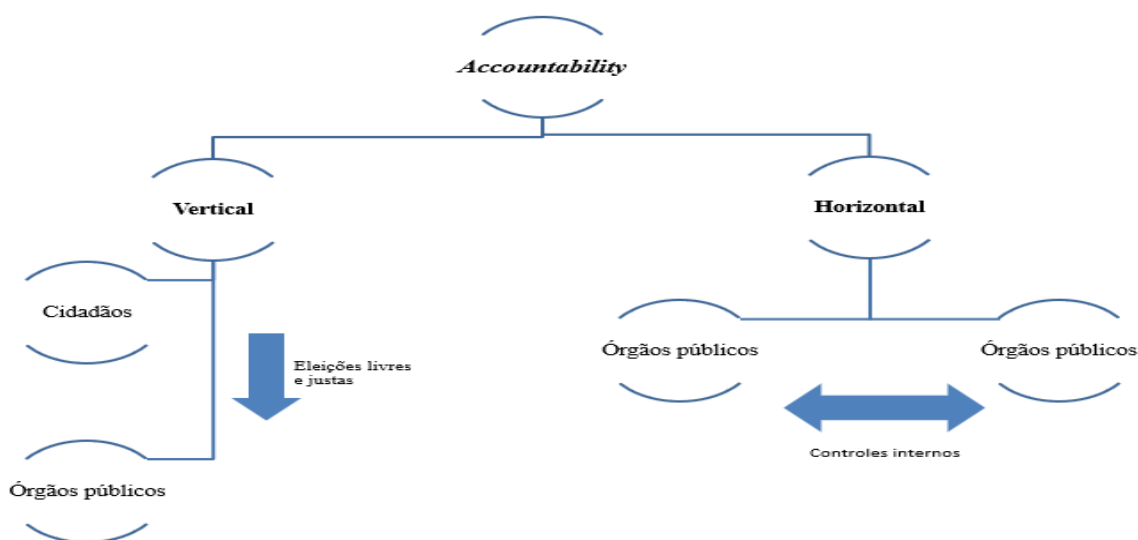 Accountability
Vertical
Horizontal
Cidadãos
Eleições livres
e justas
Órgãos públicos
Órgãos públicos
Órgãos públicos
Controles internos